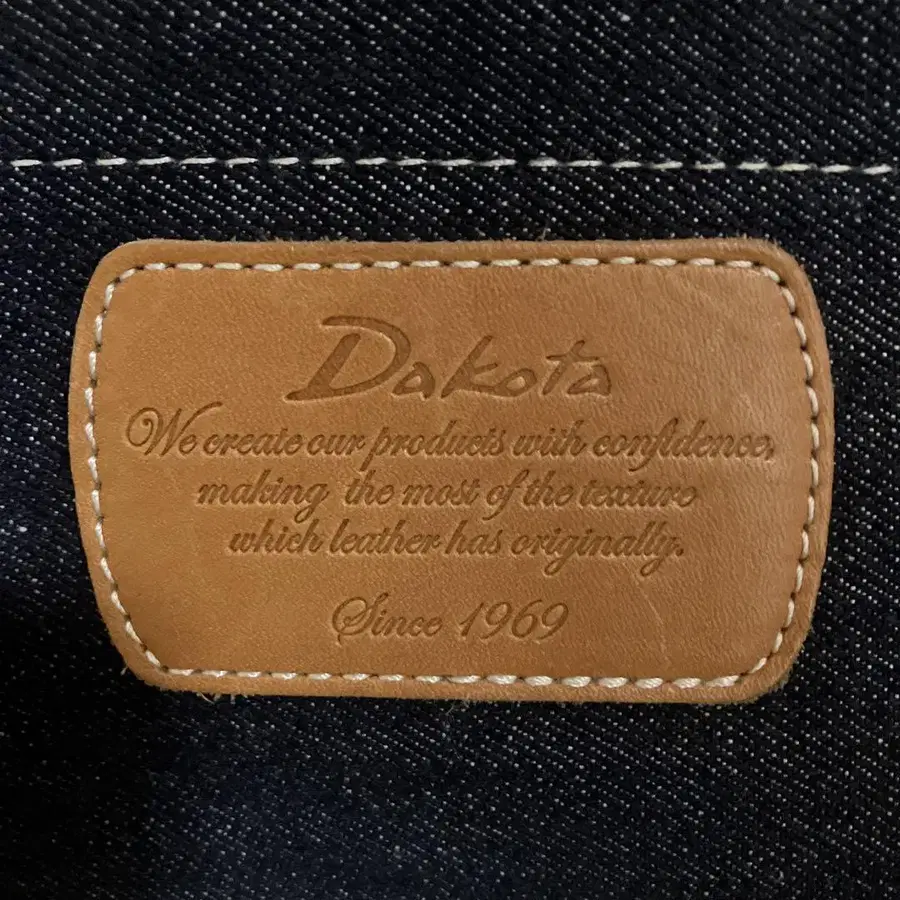 Dakota
We create our products with confidence,
making the most of the texture
which leather has originally.
Since 1969